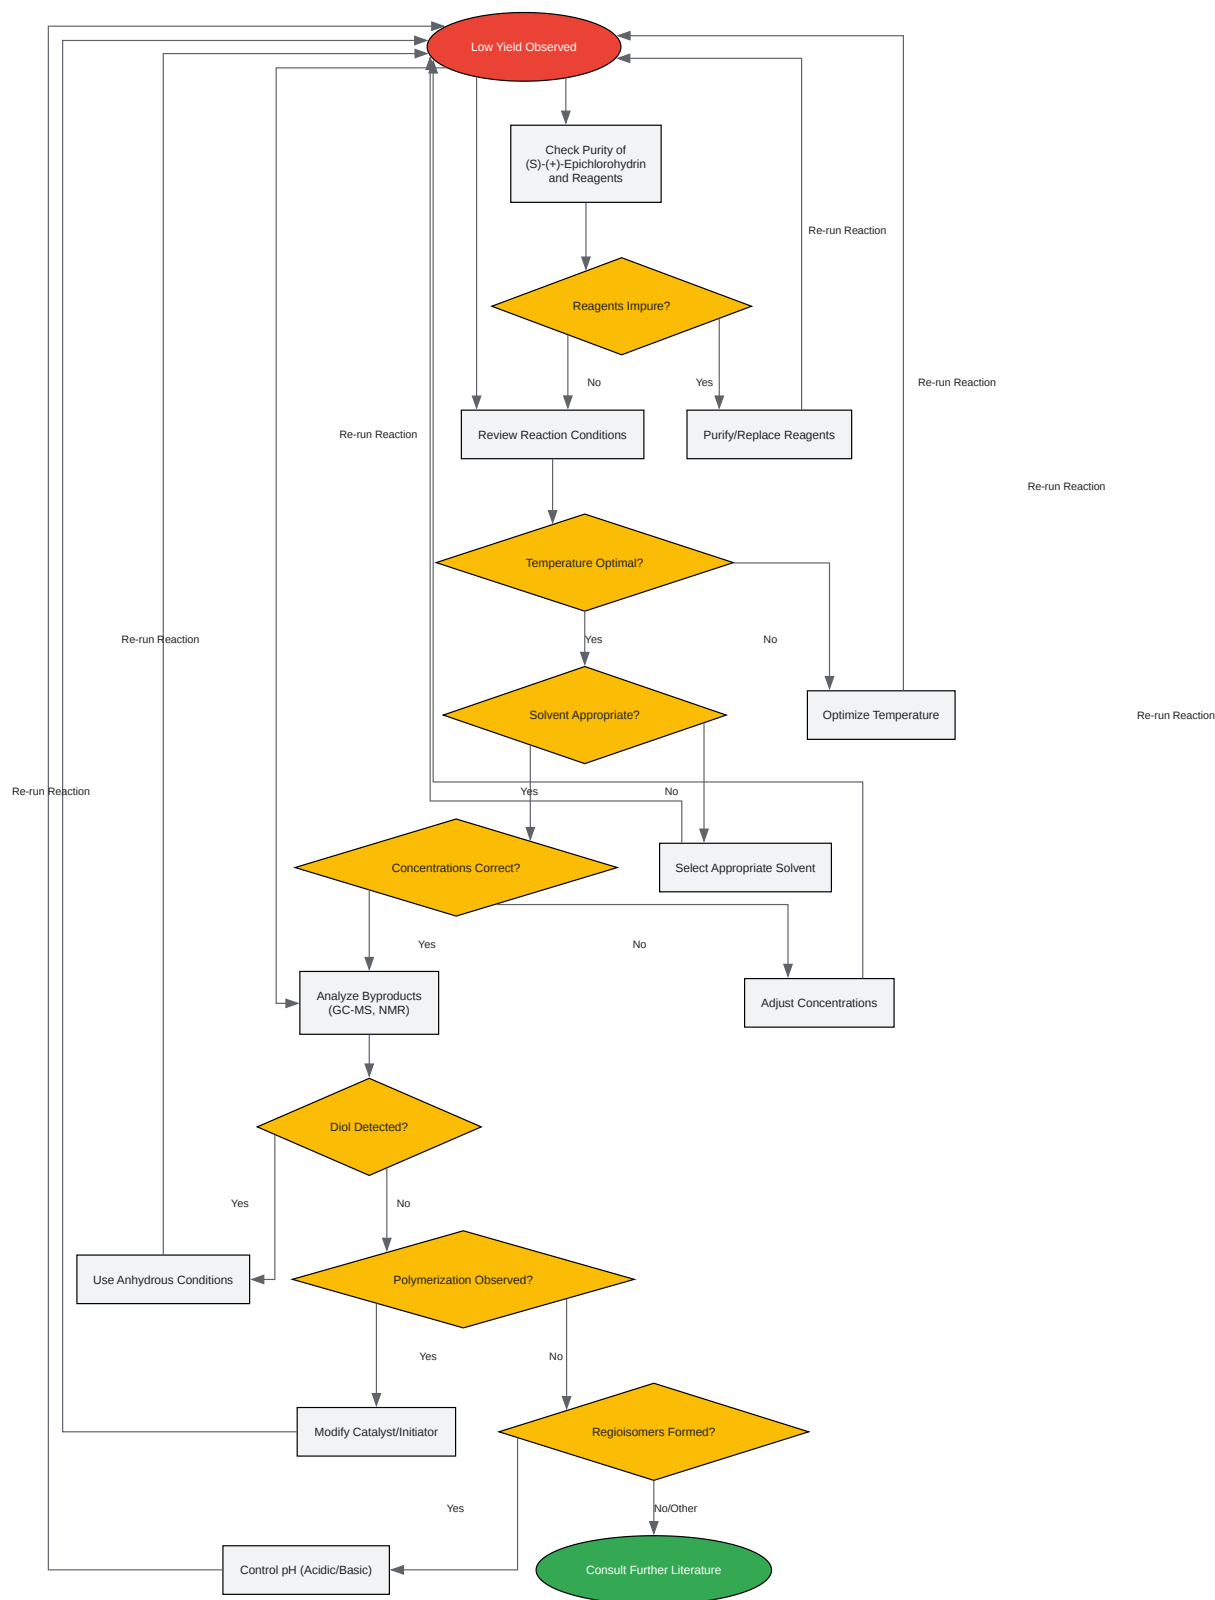 Low Yield Observed
Check Purity of
(S)-(+)-Epichlorohydrin
and Reagents
Re-run Reaction
Reagents Impure?
No
Yes
Re-run Reaction
Re-run Reaction
Review Reaction Conditions
Purify/Replace Reagents
Re-run Reaction
Temperature Optimal?
Re-run Reaction
Yes
No
Solvent Appropriate?
Optimize Temperature
Re-run Reaction
Re-run Reaction
Yes
No
Concentrations Correct?
Select Appropriate Solvent
Yes
No
Analyze Byproducts
(GC-MS, NMR)
Adjust Concentrations
Diol Detected?
Yes
No
Use Anhydrous Conditions
Polymerization Observed?
Yes
No
Modify Catalyst/Initiator
Regioisomers Formed?
Yes
No/Other
Control pH (Acidic/Basic)
Consult Further Literature